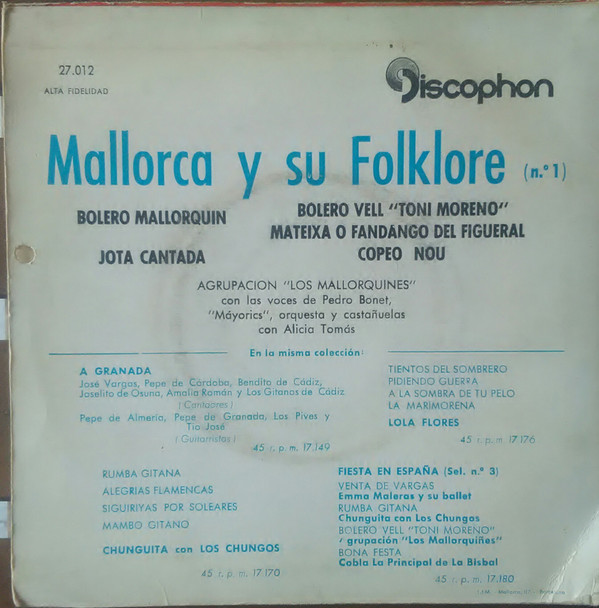 27.012
ALTA FIDELIDAD
Discophon
Mallorca y su Folklore (n.º 1)
BOLERO MALLORQUIN
JOTA CANTADA
BOLERO VELL "TONI MORENO"
MATEIXA O FANDANGO DEL FIGUERAL
COPEO NOU
AGRUPACION "LOS MALLORQUINES"
con las voces de Pedro Bonet,
"Máyorics", orquesta y castañuelas
con Alicia Tomás
En la misma colección:
A GRANADA
José Vargas, Pepe de Córdoba, Bendito de Cádiz,
Joselito de Osuna, Amalia Román y Los Gitanos de Cádiz
(Cantaores)
Pepe de Almería, Pepe de Granada, Los Pives y
Tío José
(Guitarristas)
45 r. p. m. 17.149
TIENTOS DEL SOMBRERO
PIDIENDO GUERRA
A LA SOMBRA DE TU PELO
LA MARIMORENA
LOLA FLORES
45 r. p. m. 17.176
RUMBA GITANA
ALEGRIAS FLAMENCAS
SIGUIRIYAS POR SOLEARES
MAMBO GITANO
CHUNGUITA con LOS CHUNGOS
45 r. p. m. 17.170
FIESTA EN ESPAÑA (Sel. n.º 3)
VENTA DE VARGAS
Emma Maleras y su ballet
RUMBA GITANA
Chunguita con Los Chungos
BOLERO VELL "TONI MORENO"
grupación "Los Mallorquines"
BONA FESTA
Cobla La Principal de La Bisbal
45 r. p. m. 17.180